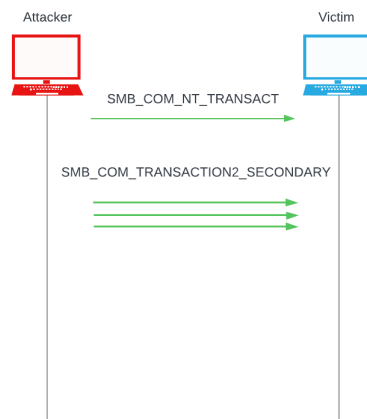 Attacker
Victim
SMB_COM_NT_TRANSACT
SMB_COM_TRANSACTION2_SECONDARY